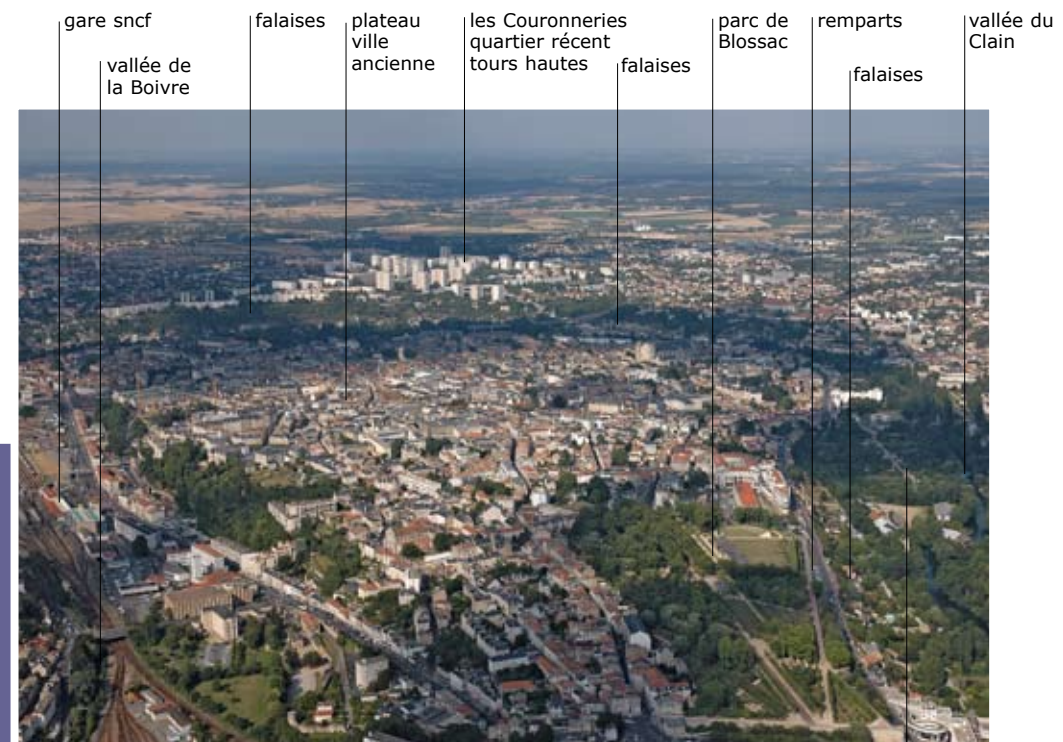 gare sncf
vallée de
la Boivre
falaises
plateau
ville
ancienne
les Couronneries
quartier récent
tours hautes
falaises
parc de
Blossac
remparts
falaises
vallée du
Clain